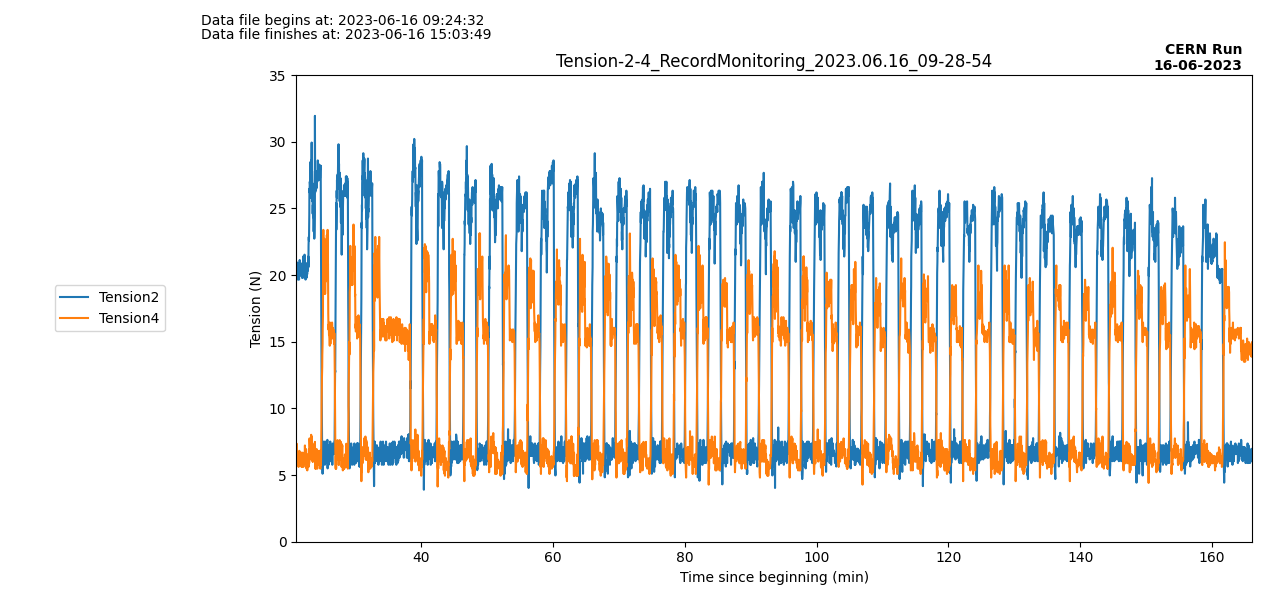 Data file begins at: 2023-06-16 09:24:32
Data file finishes at: 2023-06-16 15:03:49
CERN Run
16-06-2023
Tension-2-4_RecordMonitoring_2023.06.16_09-28-54
35
30
25
20
15
10
5
0
Tension (N)
Tension2
Tension4
40 60 80 100 120 140 160
Time since beginning (min)